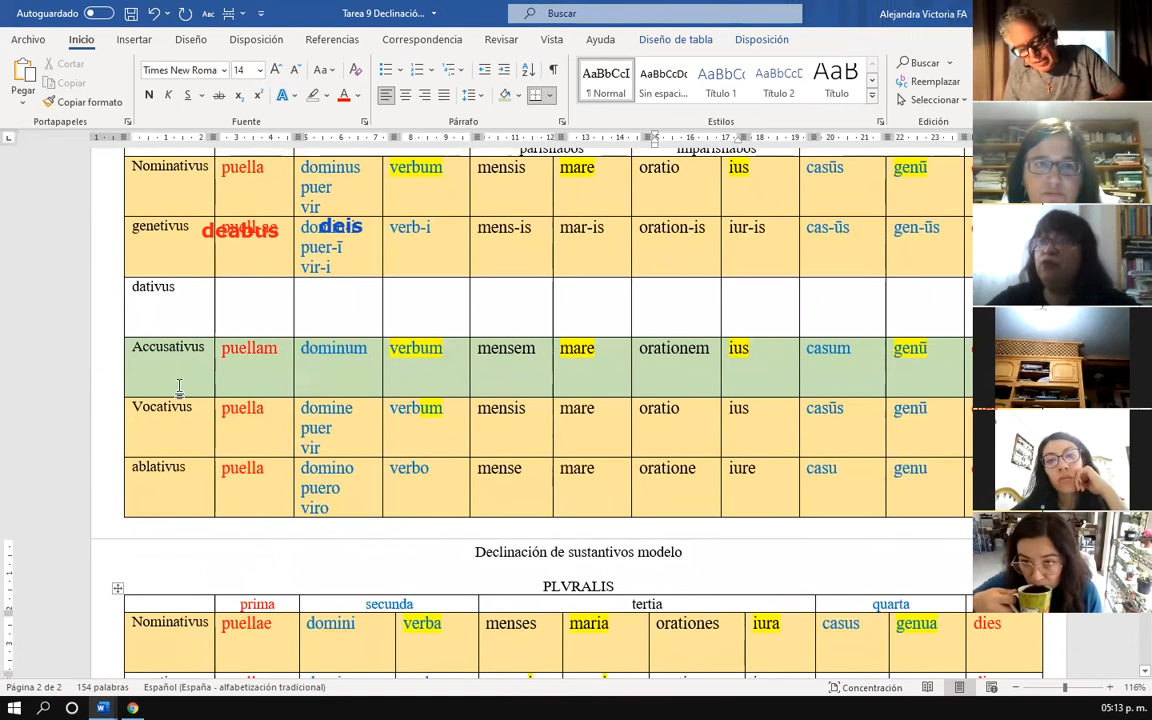 Autoguardado
Tarea 9 Declinació...
Buscar
Alejandra Victoria FA
Archivo Inicio Insertar Diseño Disposición Referencias Correspondencia Revisar Vista Ayuda Diseño de tabla Disposición
Pegar
Cortar
Copiar
Copiar formato
Times New Roma 14
N K S
AaBbCcI AaBbCcDc AaBbC( AaBbCcD AaB
¶ Normal Sin espaci... Título 1 Título 2 Título
Buscar
Reemplazar
Seleccionar
Portapapeles Fuente Párrafo Estilos Edición
parisílabos imparisílabos
Nominativus puella dominus verbum mensis mare oratio ius casūs genū
puer
vir
genetivus puell-ae verb-i mens-is mar-is oration-is iur-is cas-ūs gen-ūs
deabus deis
puer-ī
vir-i
dativus
Accusativus puellam dominum verbum mensem mare orationem ius casum genū
Vocativus puella domine verbum mensis mare oratio ius casūs genū
puer
vir
ablativus puella domino verbo mense mare oratione iure casu genu
puero
viro
Declinación de sustantivos modelo
PLVRALIS
prima secunda tertia quarta
Nominativus puellae domini verba menses maria orationes iura casus genua dies
Página 2 de 2 154 palabras Español (España - alfabetización tradicional) Concentración 116%
05:13 p. m.